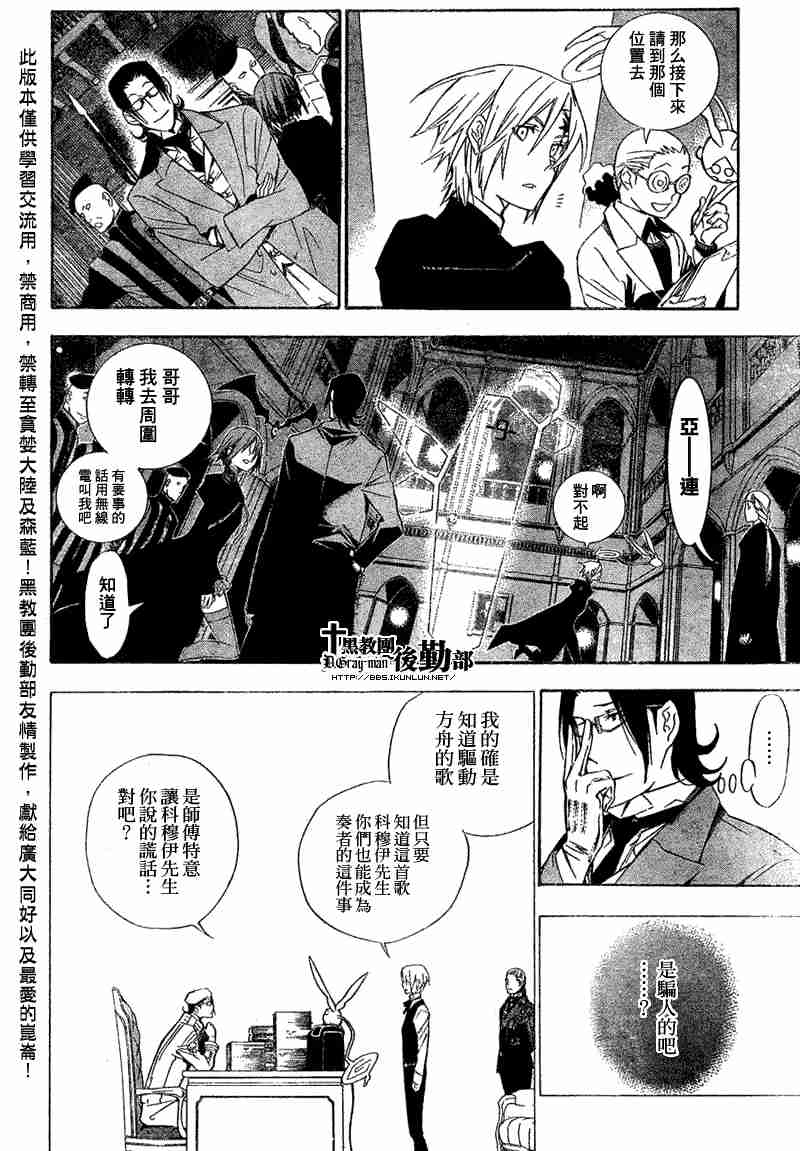 那么接下來
請到那個
位置去
亞——連
啊
對不起
哥哥
我去周圍
轉轉
有要事的
話用無線
電叫我吧
知道了
十黑教團
D.Gray-man後勤部
HTTP://BBS.IKUNLUN.NET/
……
…
我的確是
知道驅動
方舟的歌
但只要
知道這首歌
科穆伊先生
你們也能成為
奏者的這件事
是師傅特意
讓科穆伊先生
你說的謊話…
對吧？
是騙人的吧
……？
此版本僅供學習交流用，禁商用，禁轉至貪婪大陸及森藍！黑教團後勤部友情製作，獻給廣大同好以及最愛的崑崙！